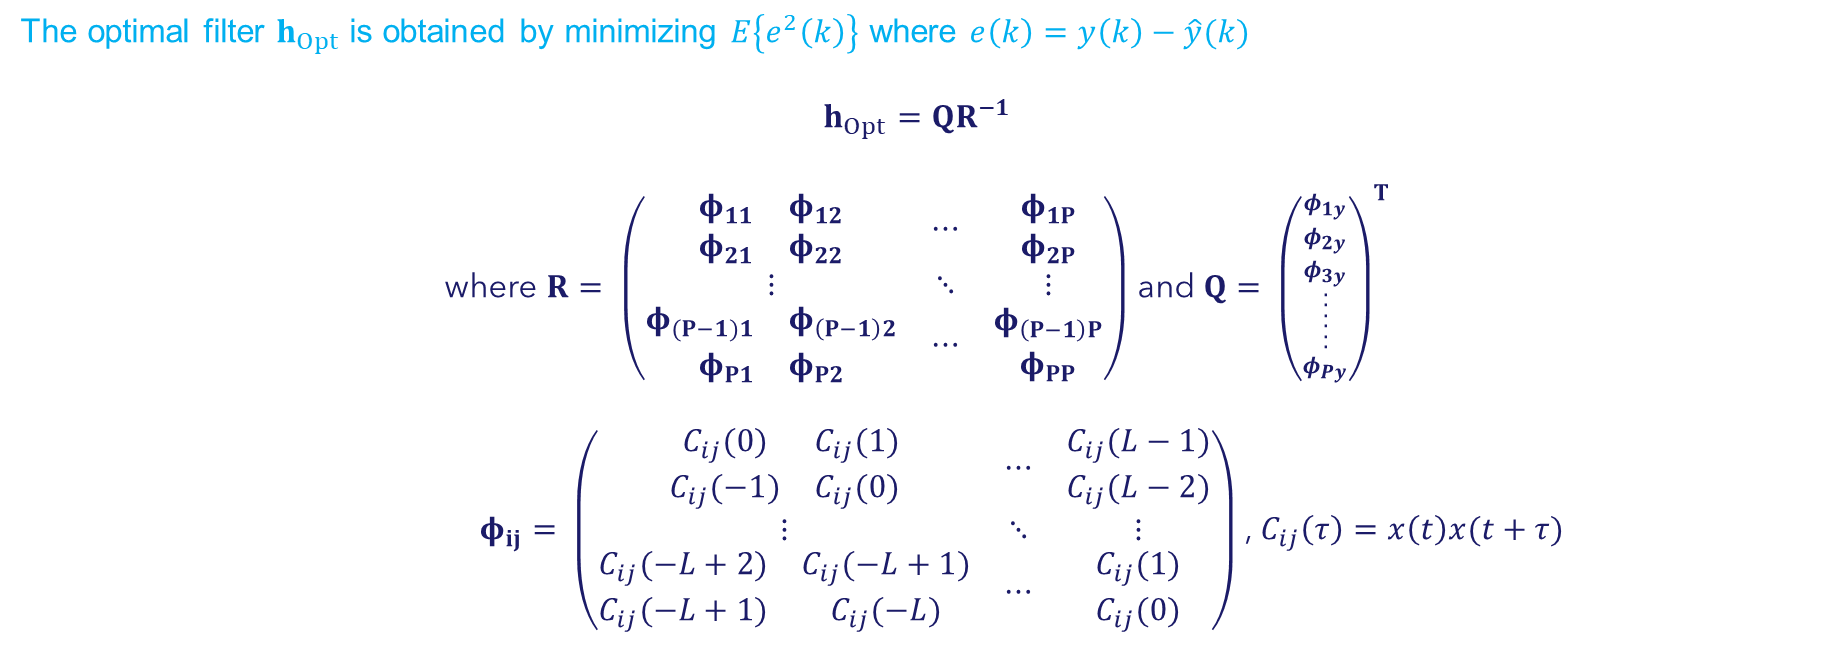 The optimal filter h_Opt is obtained by minimizing E{e²(k)} where e(k) = y(k) − ŷ(k)
h_Opt = QR⁻¹
where R = ( ϕ₁₁ ϕ₁₂ … ϕ₁P
ϕ₂₁ ϕ₂₂ ϕ₂P
⋮ ⋱ ⋮
ϕ(P−1)1 ϕ(P−1)2 … ϕ(P−1)P
ϕP1 ϕP2 ϕPP ) and Q = ( ϕ1y
ϕ2y
ϕ3y
⋮
ϕPy )ᵀ
ϕij = ( Cij(0) Cij(1) … Cij(L − 1)
Cij(−1) Cij(0) Cij(L − 2)
⋮ ⋱ ⋮
Cij(−L + 2) Cij(−L + 1) … Cij(1)
Cij(−L + 1) Cij(−L) Cij(0) ) , Cij(τ) = x(t)x(t + τ)